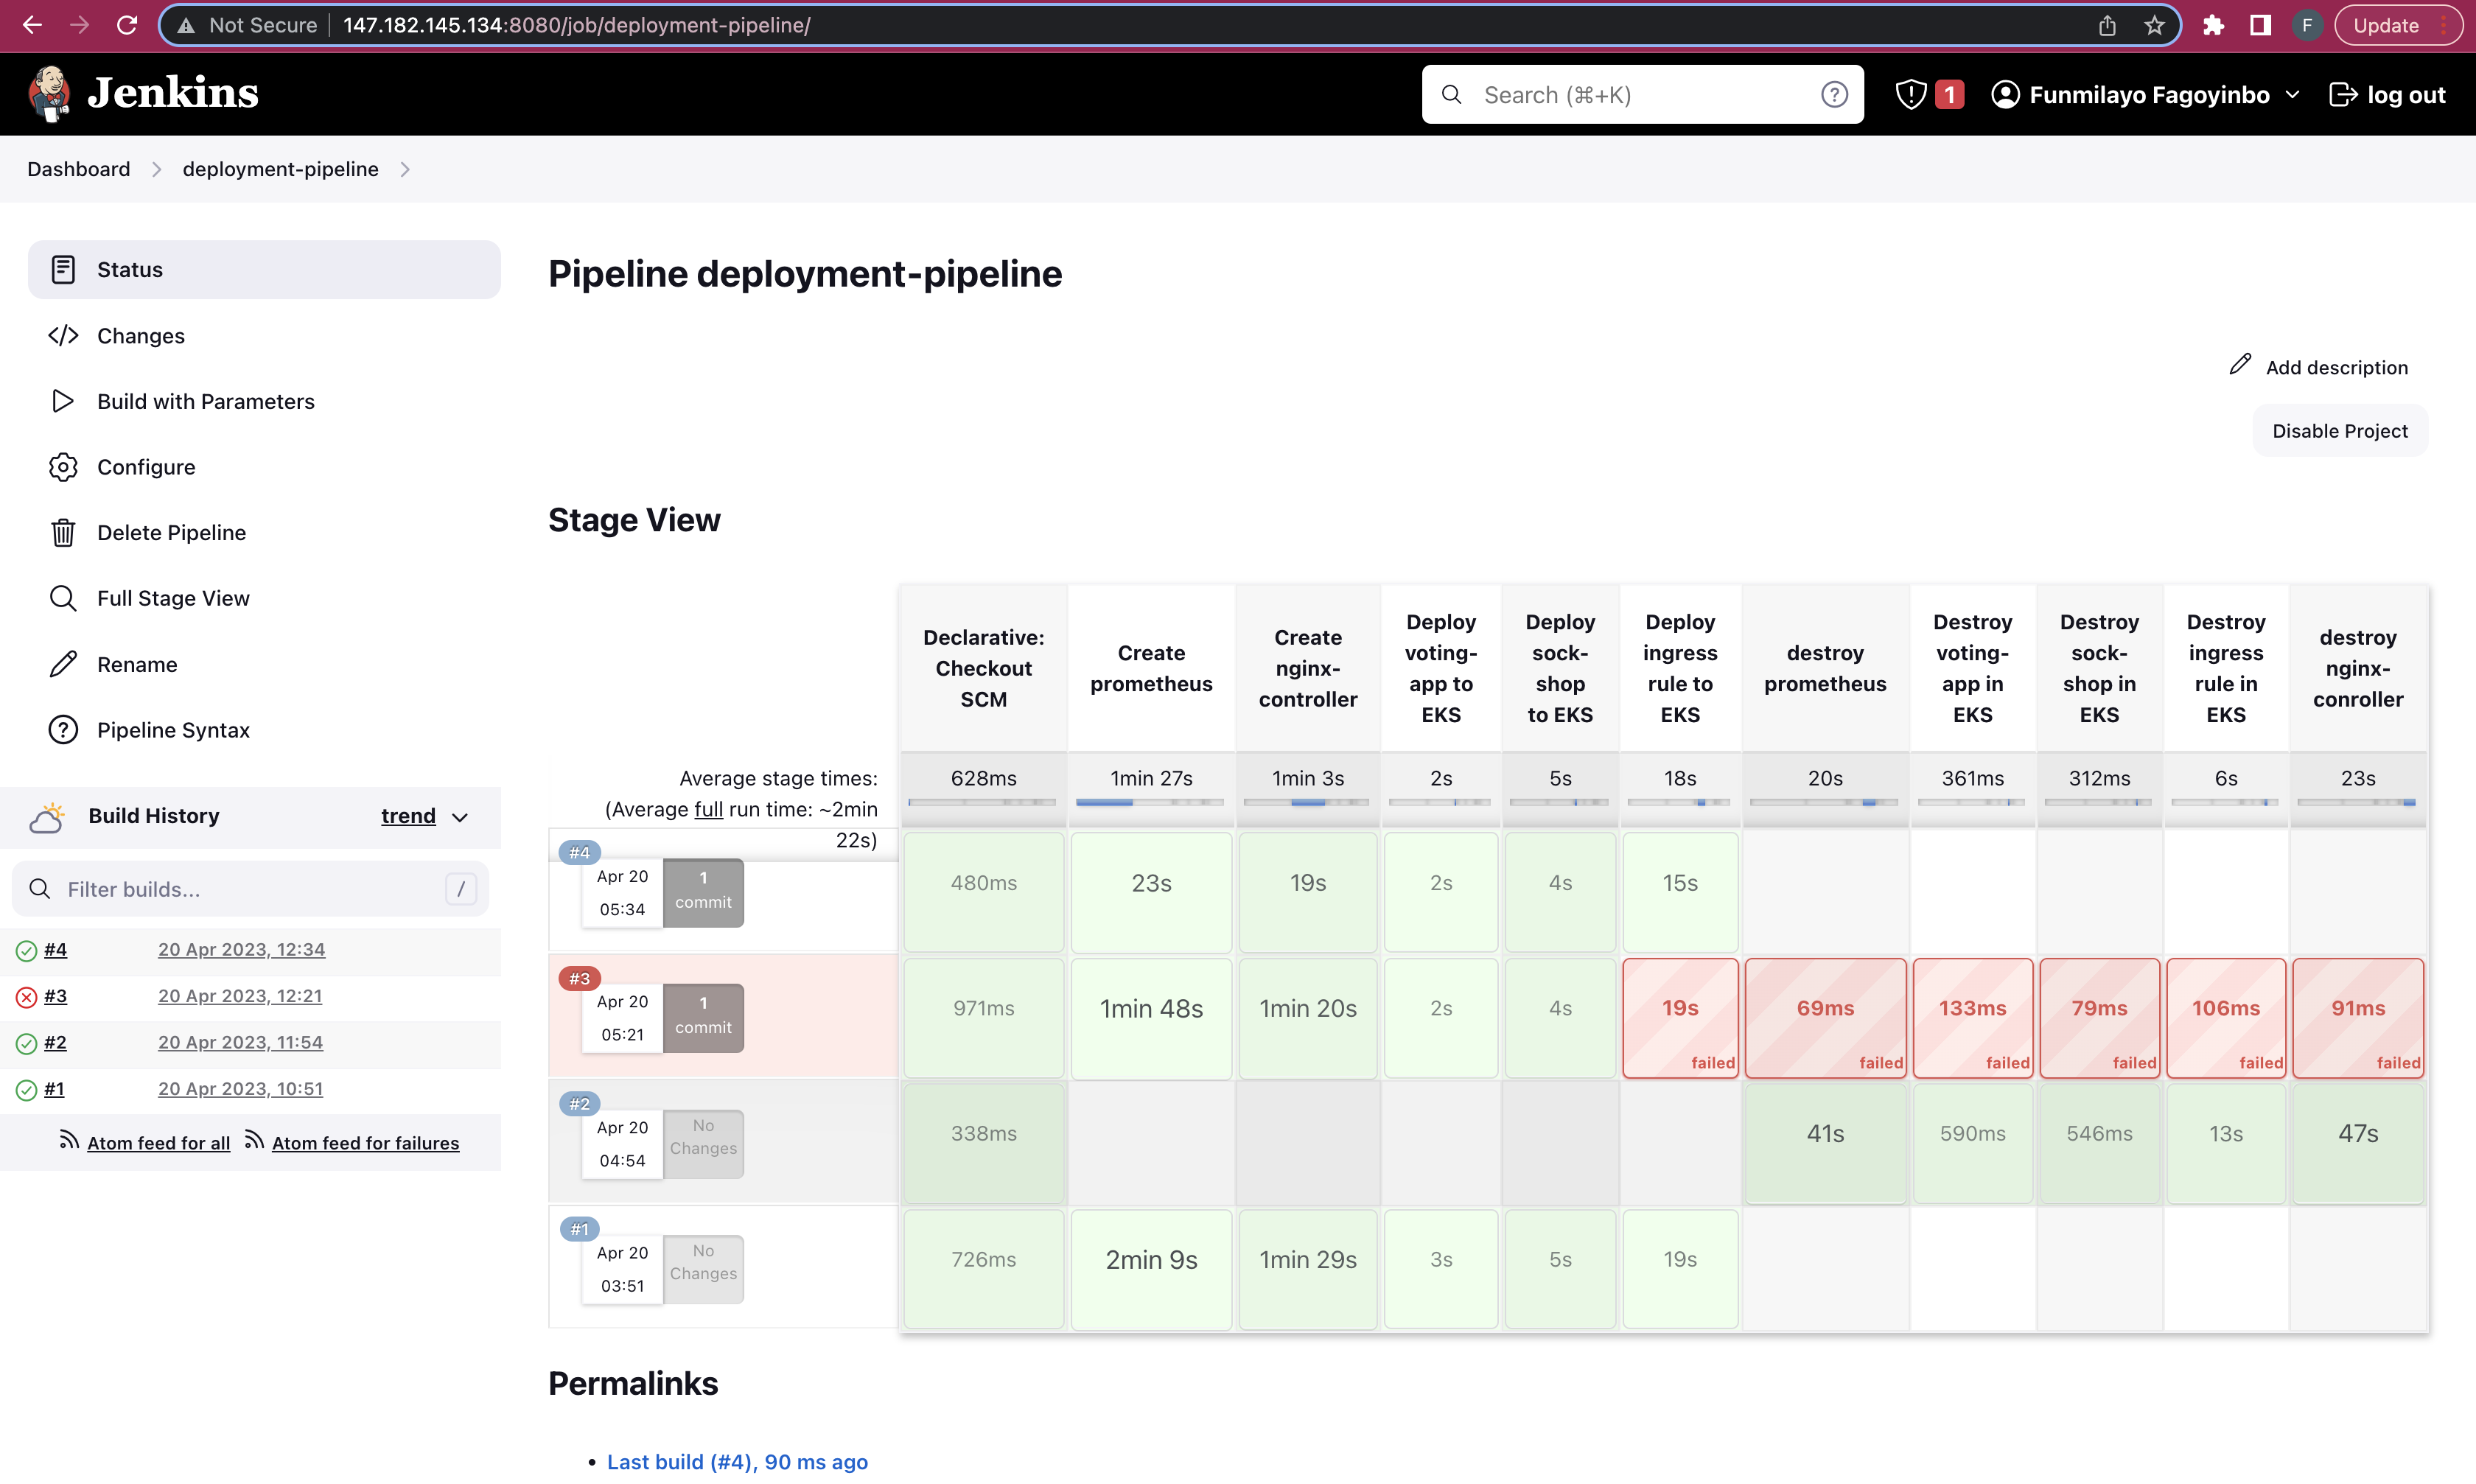 Not Secure
147.182.145.134:8080/job/deployment-pipeline/
F
Update
Jenkins
Search (⌘+K)
?
1
Funmilayo Fagoyinbo
log out
Dashboard
deployment-pipeline
Status
Changes
Build with Parameters
Configure
Delete Pipeline
Full Stage View
Rename
Pipeline Syntax
Build History
trend
Filter builds...
/
#4 20 Apr 2023, 12:34
#3 20 Apr 2023, 12:21
#2 20 Apr 2023, 11:54
#1 20 Apr 2023, 10:51
Atom feed for all
Atom feed for failures
Pipeline deployment-pipeline
Add description
Disable Project
Stage View
Declarative:
Checkout
SCM
Create
prometheus
Create
nginx-
controller
Deploy
voting-
app to
EKS
Deploy
sock-
shop
to EKS
Deploy
ingress
rule to
EKS
destroy
prometheus
Destroy
voting-
app in
EKS
Destroy
sock-
shop in
EKS
Destroy
ingress
rule in
EKS
destroy
nginx-
conroller
Average stage times:
(Average full run time: ~2min
22s)
628ms 1min 27s 1min 3s 2s 5s 18s 20s 361ms 312ms 6s 23s
#4
Apr 20
05:34
1
commit
480ms 23s 19s 2s 4s 15s
#3
Apr 20
05:21
1
commit
971ms 1min 48s 1min 20s 2s 4s 19s 69ms 133ms 79ms 106ms 91ms
failed failed failed failed failed failed
#2
Apr 20
04:54
No
Changes
338ms 41s 590ms 546ms 13s 47s
#1
Apr 20
03:51
No
Changes
726ms 2min 9s 1min 29s 3s 5s 19s
Permalinks
• Last build (#4), 90 ms ago